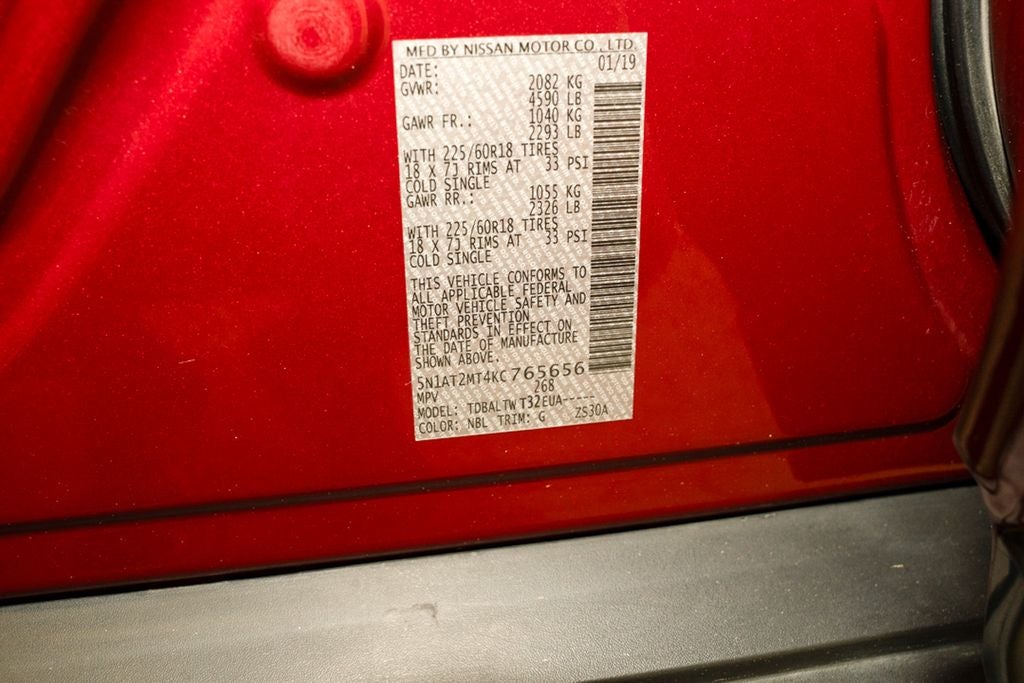 MFD BY NISSAN MOTOR CO., LTD.
DATE: 01/19
GVWR: 2082 KG
4590 LB
GAWR FR.: 1040 KG
2293 LB
WITH 225/60R18 TIRES
18 X 7J RIMS AT 33 PSI
COLD SINGLE
GAWR RR.: 1055 KG
2326 LB
WITH 225/60R18 TIRES
18 X 7J RIMS AT 33 PSI
COLD SINGLE
THIS VEHICLE CONFORMS TO
ALL APPLICABLE FEDERAL
MOTOR VEHICLE SAFETY AND
THEFT PREVENTION
STANDARDS IN EFFECT ON
THE DATE OF MANUFACTURE
SHOWN ABOVE.
5N1AT2MT4KC765656
MPV 268
MODEL: TDBALTWT32EUA-----
COLOR: NBL TRIM: G ZS30A